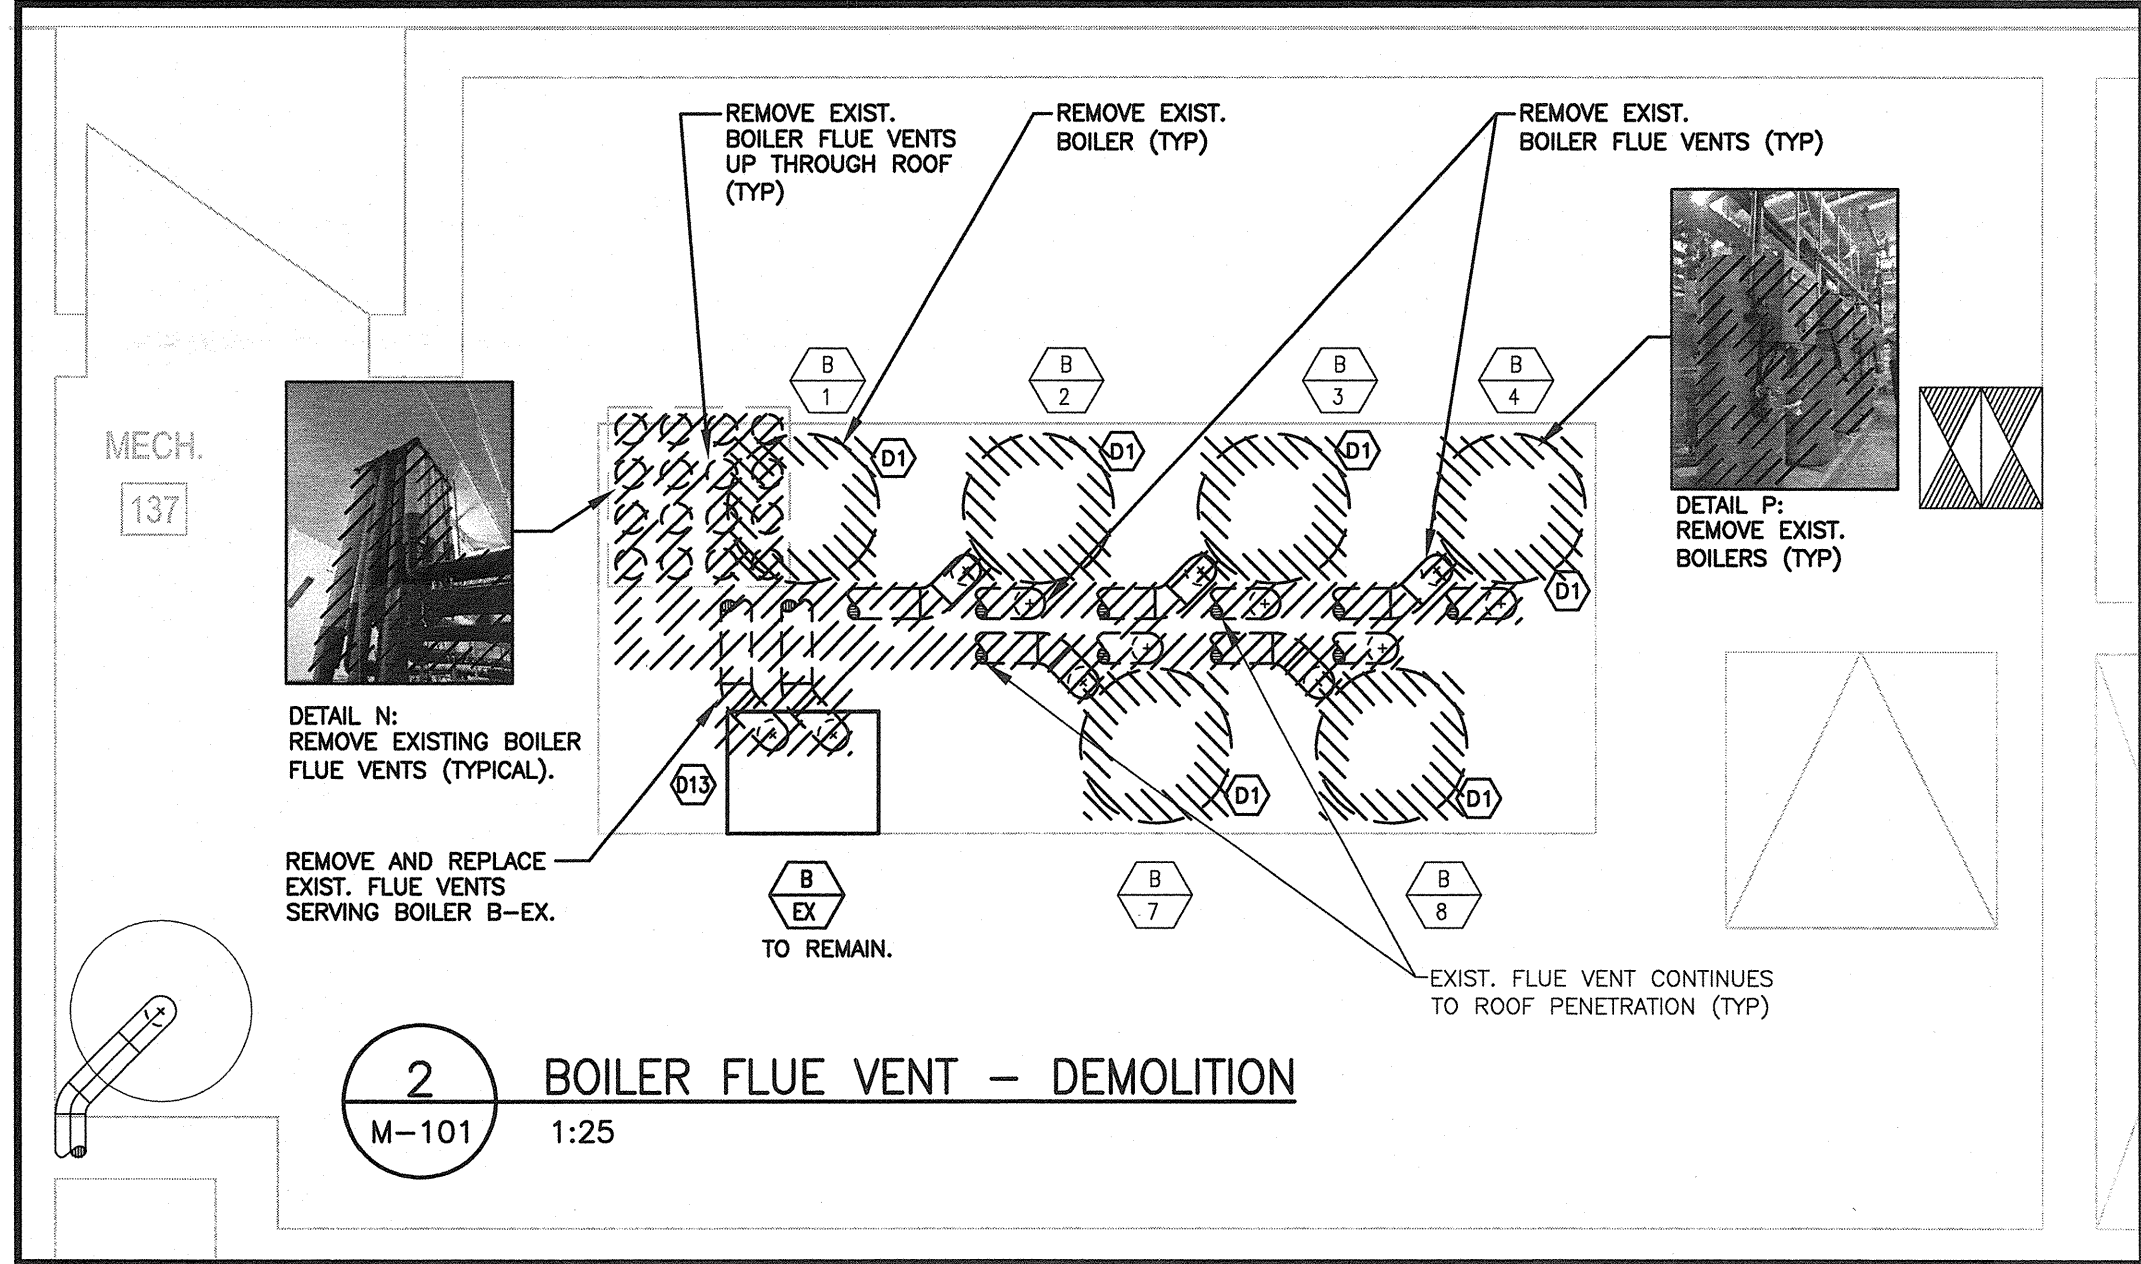 REMOVE EXIST.
BOILER FLUE VENTS
UP THROUGH ROOF
(TYP)
REMOVE EXIST.
BOILER (TYP)
REMOVE EXIST.
BOILER FLUE VENTS (TYP)
B
1
B
2
B
3
B
4
MECH.
137
D1
D1
D1
D1
DETAIL P:
REMOVE EXIST.
BOILERS (TYP)
DETAIL N:
REMOVE EXISTING BOILER
FLUE VENTS (TYPICAL).
D13
D1
D1
REMOVE AND REPLACE
EXIST. FLUE VENTS
SERVING BOILER B-EX.
B
EX
TO REMAIN.
B
7
B
8
EXIST. FLUE VENT CONTINUES
TO ROOF PENETRATION (TYP)
2
M-101
BOILER FLUE VENT - DEMOLITION
1:25